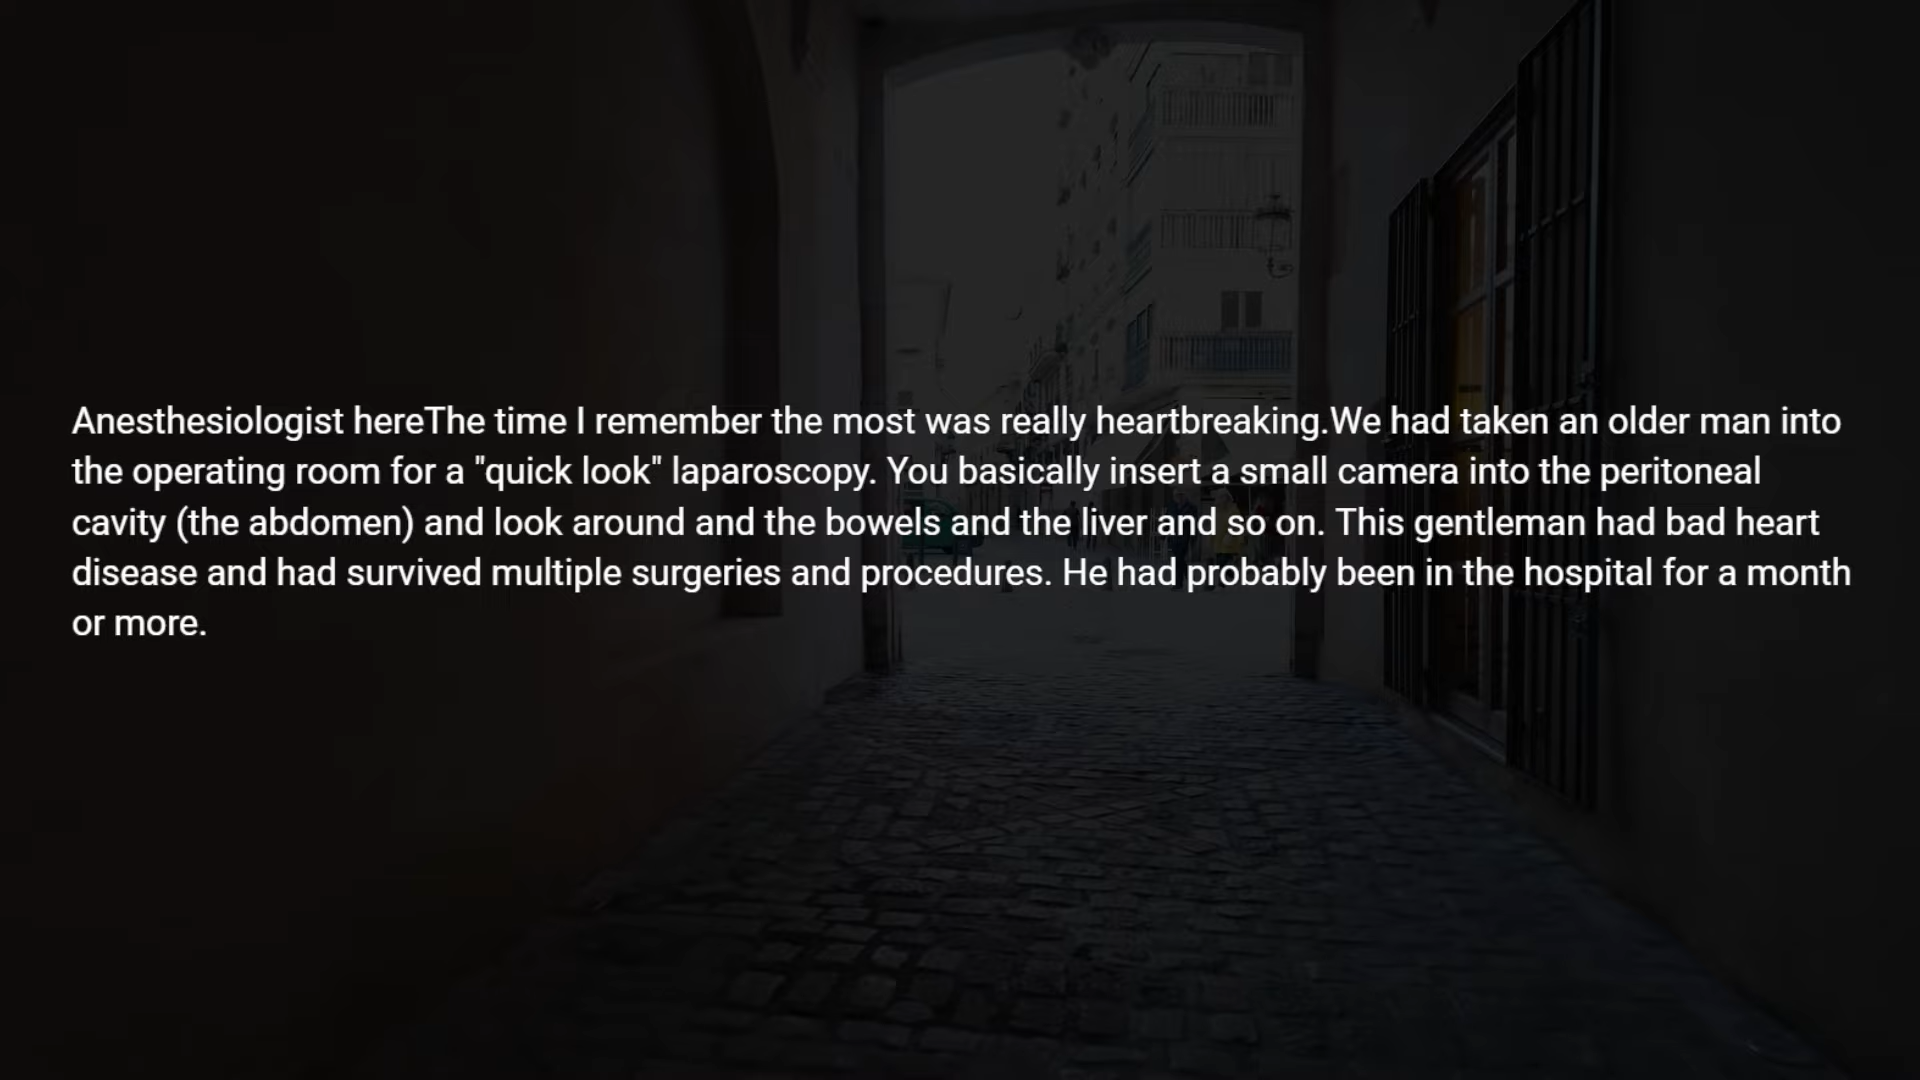 Anesthesiologist hereThe time I remember the most was really heartbreaking.We had taken an older man into
the operating room for a "quick look" laparoscopy. You basically insert a small camera into the peritoneal
cavity (the abdomen) and look around and the bowels and the liver and so on. This gentleman had bad heart
disease and had survived multiple surgeries and procedures. He had probably been in the hospital for a month
or more.